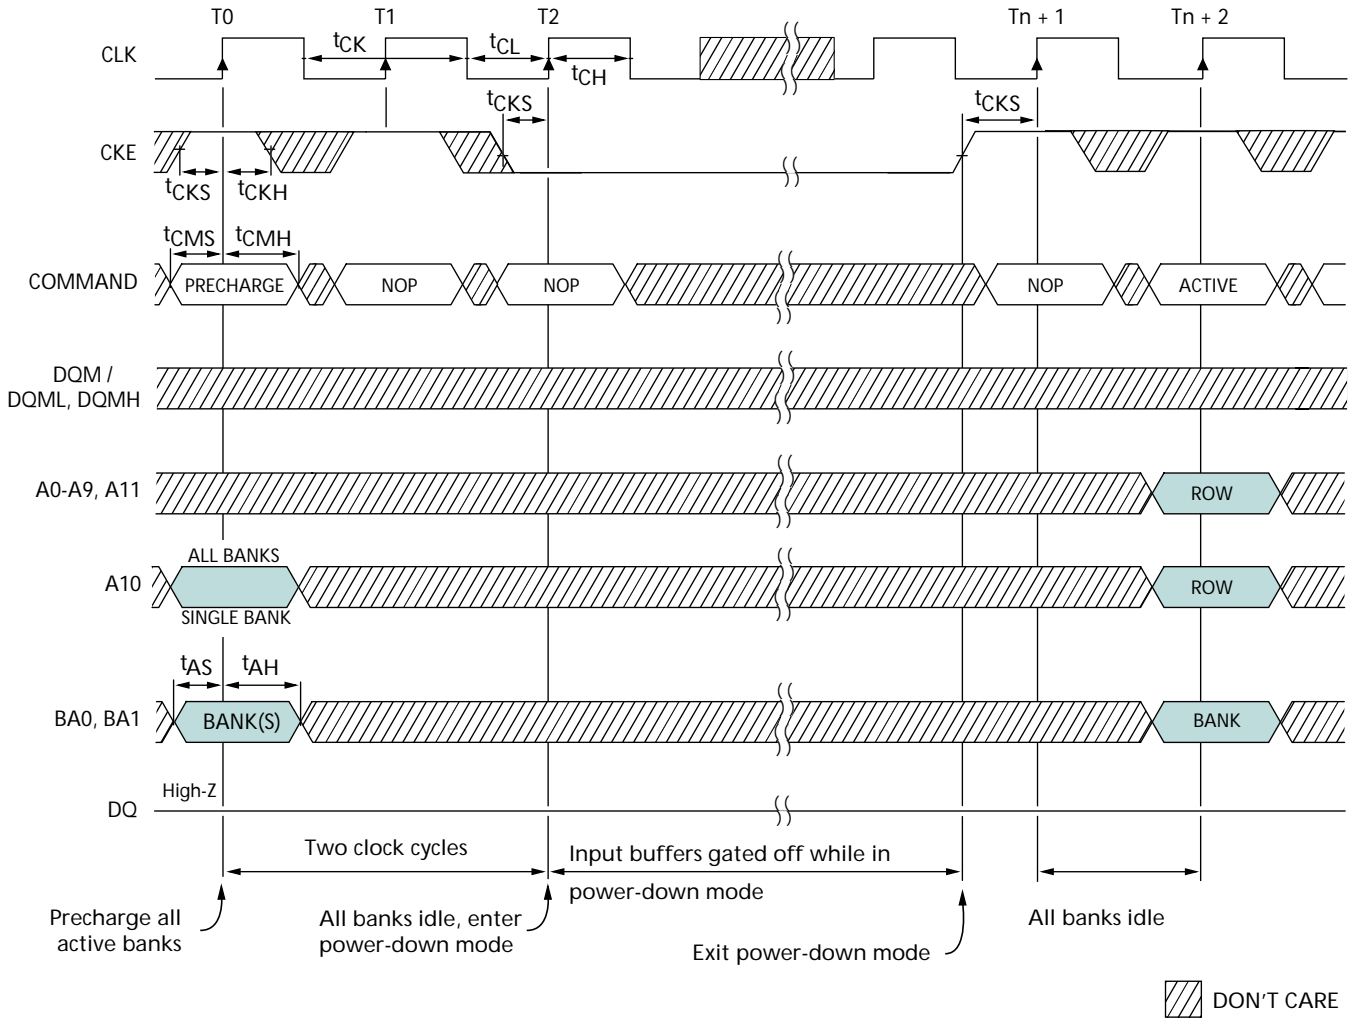 T0 T1 T2 Tn + 1 Tn + 2
CLK
tCK tCL
tCH
tCKS tCKS
CKE
tCKS tCKH
tCMS tCMH
COMMAND PRECHARGE NOP NOP NOP ACTIVE
DQM /
DQML, DQMH
A0-A9, A11 ROW
ALL BANKS
A10 ROW
SINGLE BANK
tAS tAH
BA0, BA1 BANK(S) BANK
High-Z
DQ
Two clock cycles
Input buffers gated off while in
power-down mode
Precharge all
active banks
All banks idle, enter
power-down mode
Exit power-down mode
All banks idle
DON'T CARE